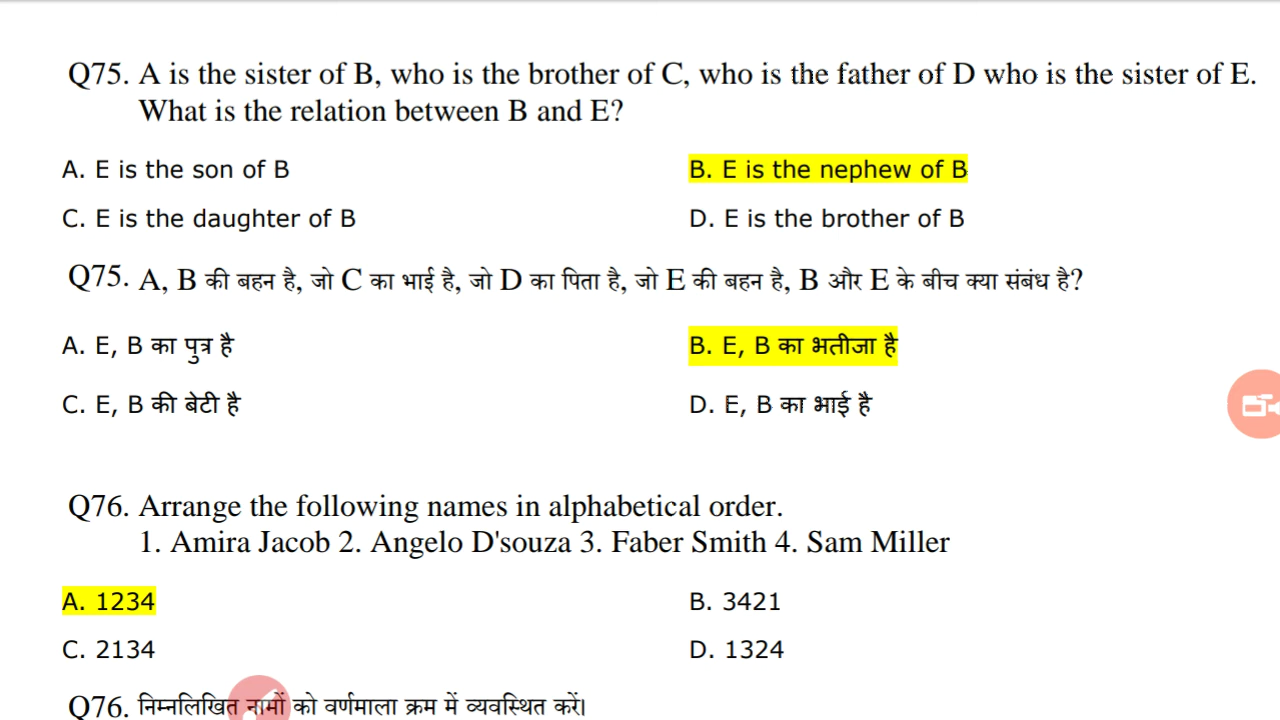 Q75. A is the sister of B, who is the brother of C, who is the father of D who is the sister of E.
What is the relation between B and E?
A. E is the son of B
B. E is the nephew of B
C. E is the daughter of B
D. E is the brother of B
Q75. A, B की बहन है, जो C का भाई है, जो D का पिता है, जो E की बहन है, B और E के बीच क्या संबंध है?
A. E, B का पुत्र है
B. E, B का भतीजा है
C. E, B की बेटी है
D. E, B का भाई है
Q76. Arrange the following names in alphabetical order.
1. Amira Jacob 2. Angelo D'souza 3. Faber Smith 4. Sam Miller
A. 1234
B. 3421
C. 2134
D. 1324
Q76. निम्नलिखित नामों को वर्णमाला क्रम में व्यवस्थित करें।